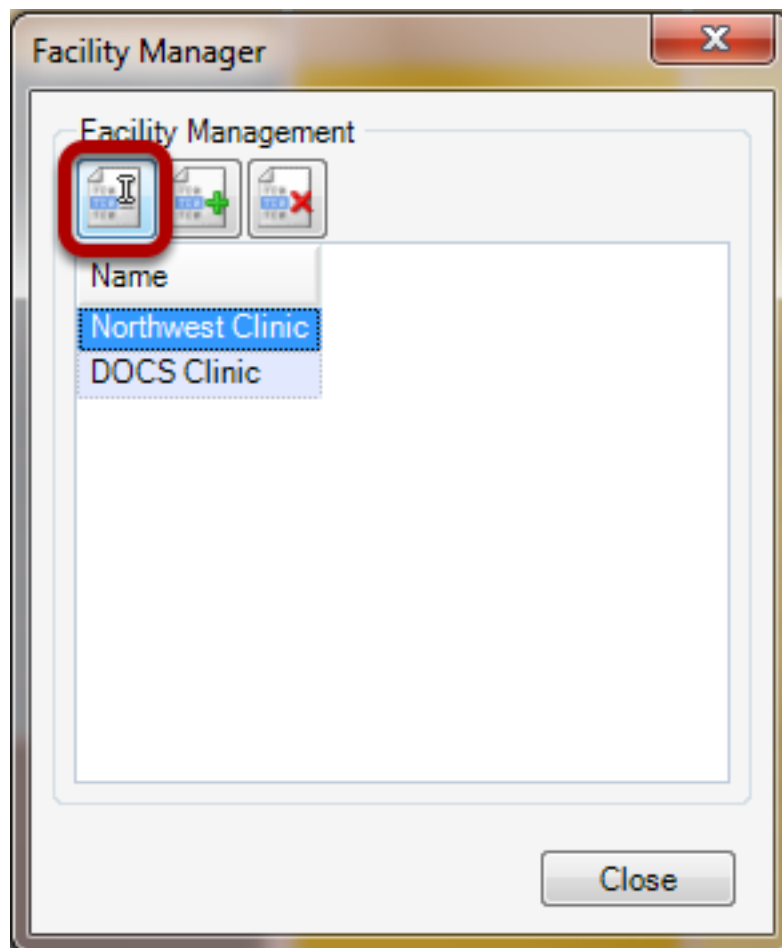 Facility Manager
Facility Management
Name
Northwest Clinic
DOCS Clinic
Close